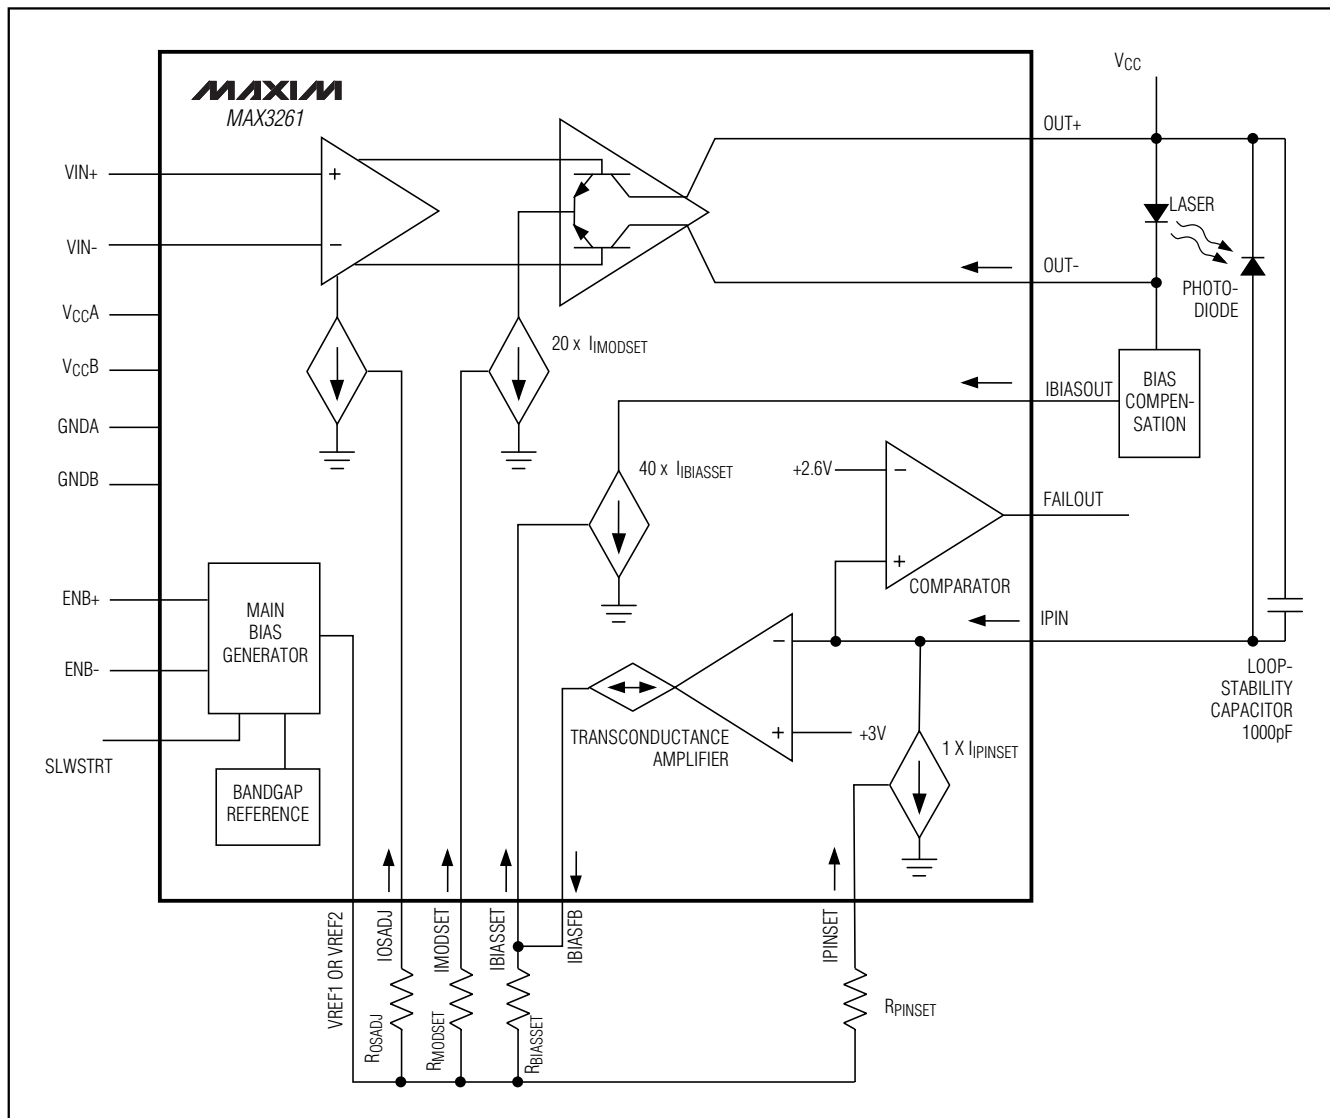 MAXIM
MAX3261
VCC
OUT+
VIN+
+
VIN-
−
LASER
OUT-
PHOTO-
DIODE
VCCA
20 x IIMODSET
VCCB
IBIASOUT
BIAS
COMPEN-
SATION
GNDA
GNDB
40 x IIBIASSET
+2.6V
−
FAILOUT
+
COMPARATOR
ENB+
MAIN
BIAS
GENERATOR
ENB-
IPIN
−
LOOP-
STABILITY
CAPACITOR
1000pF
TRANSCONDUCTANCE
AMPLIFIER
+
+3V
1 X IIPINSET
SLWSTRT
BANDGAP
REFERENCE
VREF1 OR VREF2
IOSADJ
IMODSET
IBIASSET
IBIASFB
IPINSET
ROSADJ
RMODSET
RBIASSET
RPINSET